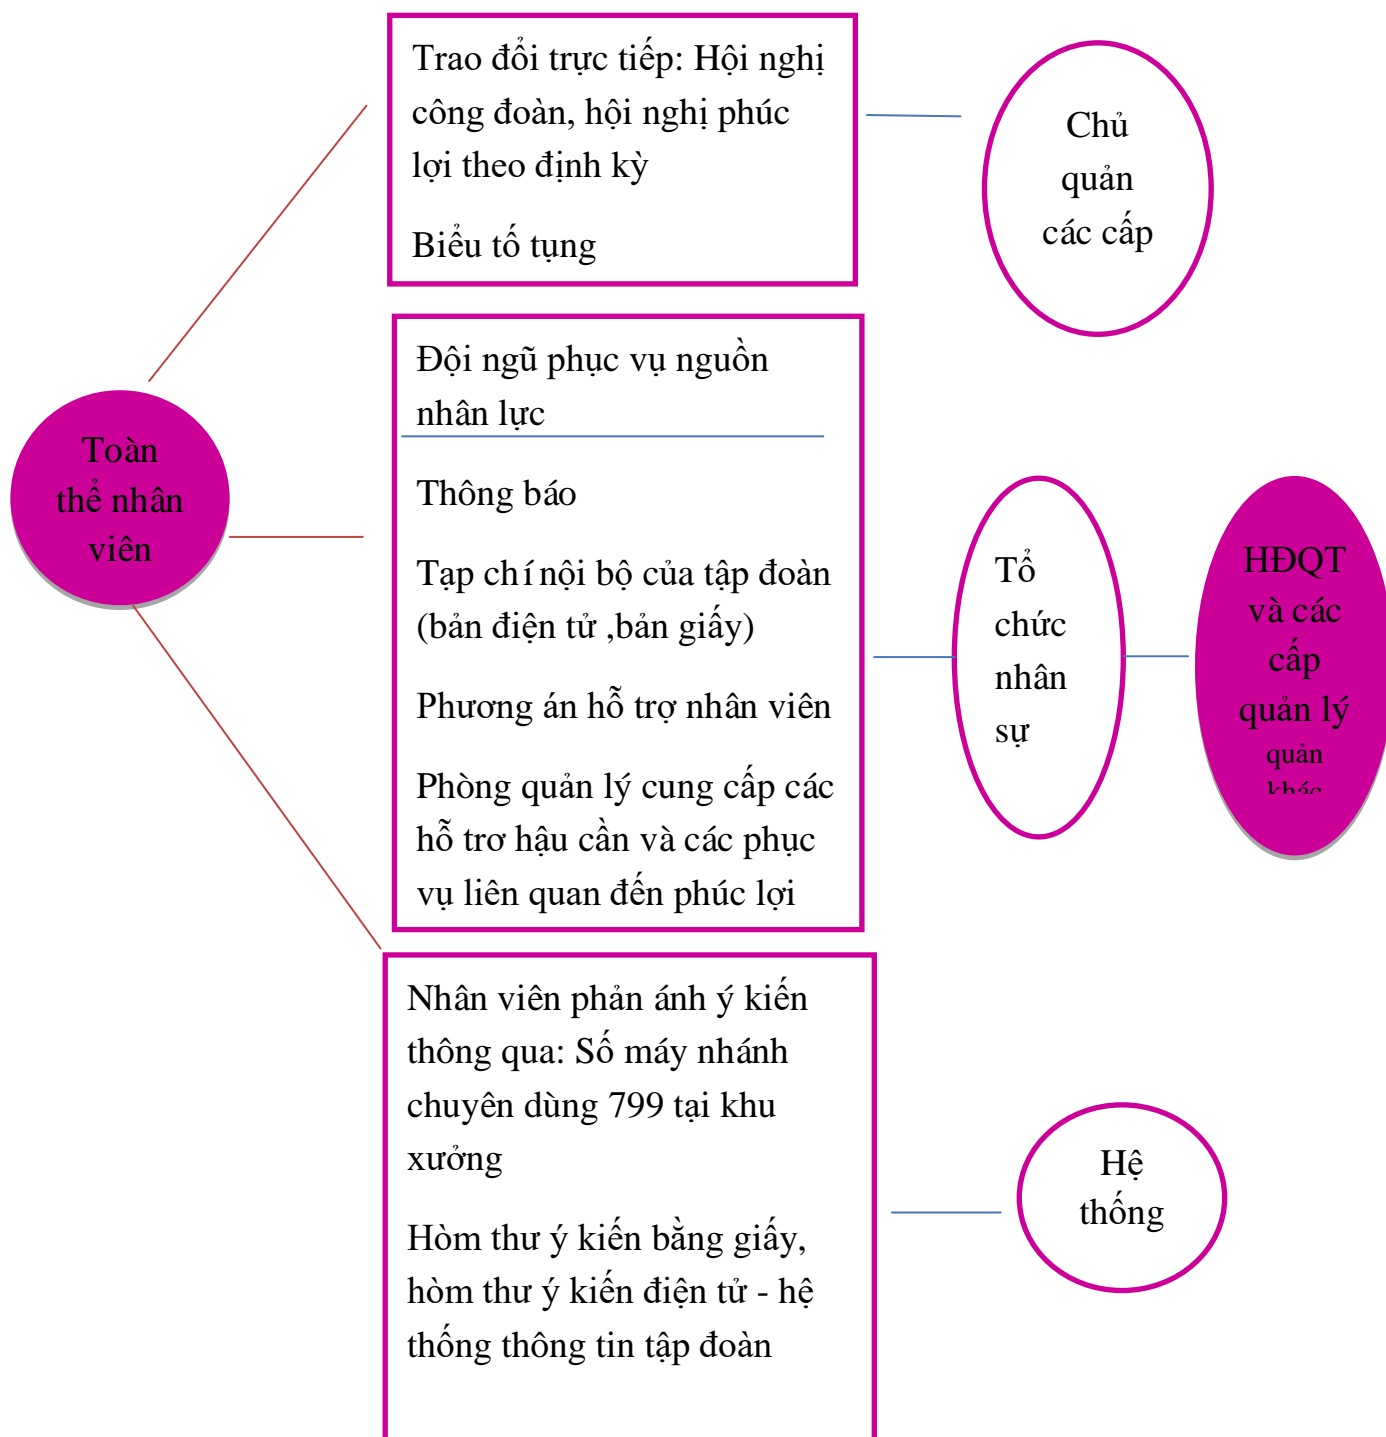 Trao đổi trực tiếp: Hội nghị
công đoàn, hội nghị phúc
lợi theo định kỳ
Biểu tố tụng
Chủ
quản
các cấp
Toàn
thể nhân
viên
Đội ngũ phục vụ nguồn
nhân lực
Thông báo
Tạp chí nội bộ của tập đoàn
(bản điện tử ,bản giấy)
Phương án hỗ trợ nhân viên
Phòng quản lý cung cấp các
hỗ trơ hậu cần và các phục
vụ liên quan đến phúc lợi
Tổ
chức
nhân
sự
HĐQT
và các
cấp
quản lý
quản
khác
Nhân viên phản ánh ý kiến
thông qua: Số máy nhánh
chuyên dùng 799 tại khu
xưởng
Hòm thư ý kiến bằng giấy,
hòm thư ý kiến điện tử - hệ
thống thông tin tập đoàn
Hệ
thống